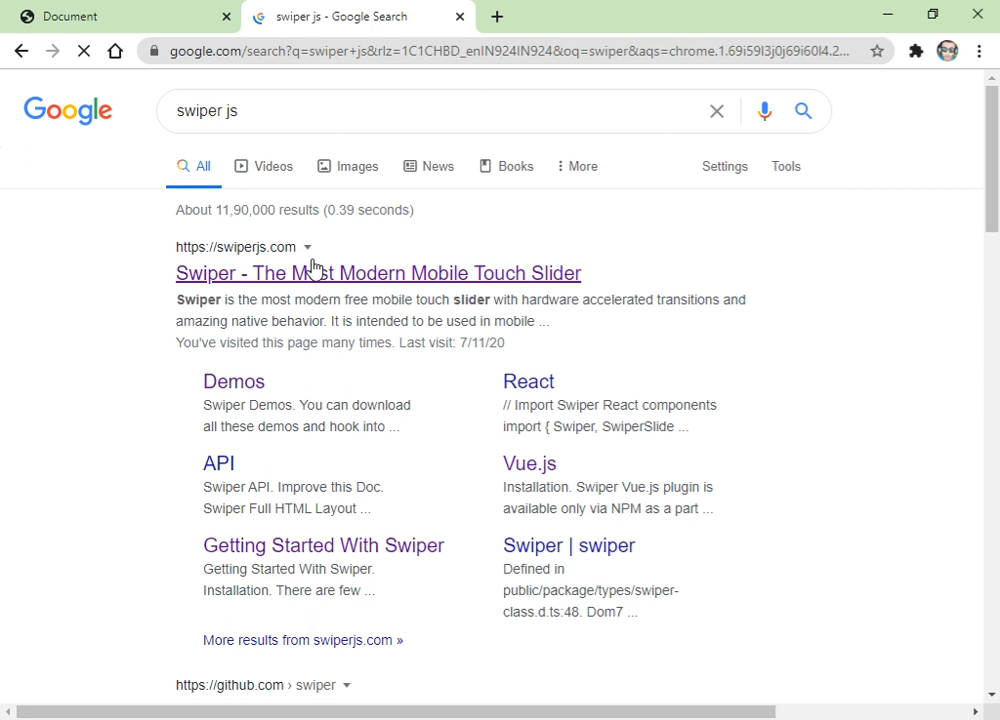 Document
swiper js - Google Search
google.com/search?q=swiper+js&rlz=1C1CHBD_enIN924IN924&oq=swiper&aqs=chrome.1.69i59l3j0j69i60l4.2...
Google
swiper js
All
Videos
Images
News
Books
More
Settings
Tools
About 11,90,000 results (0.39 seconds)
https://swiperjs.com
Swiper - The Most Modern Mobile Touch Slider
Swiper is the most modern free mobile touch slider with hardware accelerated transitions and
amazing native behavior. It is intended to be used in mobile ...
You've visited this page many times. Last visit: 7/11/20
Demos
Swiper Demos. You can download
all these demos and hook into ...
React
// Import Swiper React components
import { Swiper, SwiperSlide ...
API
Swiper API. Improve this Doc.
Swiper Full HTML Layout ...
Vue.js
Installation. Swiper Vue.js plugin is
available only via NPM as a part ...
Getting Started With Swiper
Getting Started With Swiper.
Installation. There are few ...
Swiper | swiper
Defined in
public/package/types/swiper-
class.d.ts:48. Dom7 ...
More results from swiperjs.com »
https://github.com › swiper